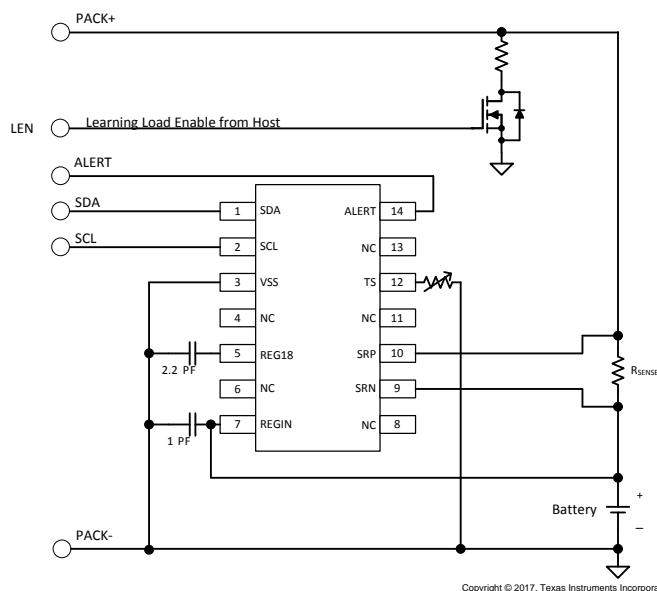 PACK+
LEN
Learning Load Enable from Host
ALERT
SDA
SCL
1 SDA ALERT 14
2 SCL NC 13
3 VSS TS 12
4 NC NC 11
5 REG18 SRP 10
2.2 PF
RSENSE
6 NC SRN 9
7 REGIN NC 8
1 PF
Battery
+
–
PACK-
Copyright © 2017, Texas Instruments Incorpora